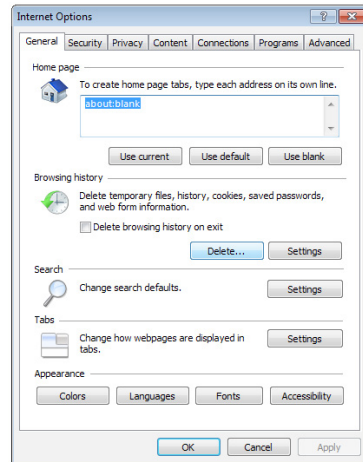 Internet Options
General Security Privacy Content Connections Programs Advanced
Home page
To create home page tabs, type each address on its own line.
about:blank
Use current Use default Use blank
Browsing history
Delete temporary files, history, cookies, saved passwords,
and web form information.
Delete browsing history on exit
Delete... Settings
Search
Change search defaults. Settings
Tabs
Change how webpages are displayed in
tabs.
Settings
Appearance
Colors Languages Fonts Accessibility
OK Cancel Apply